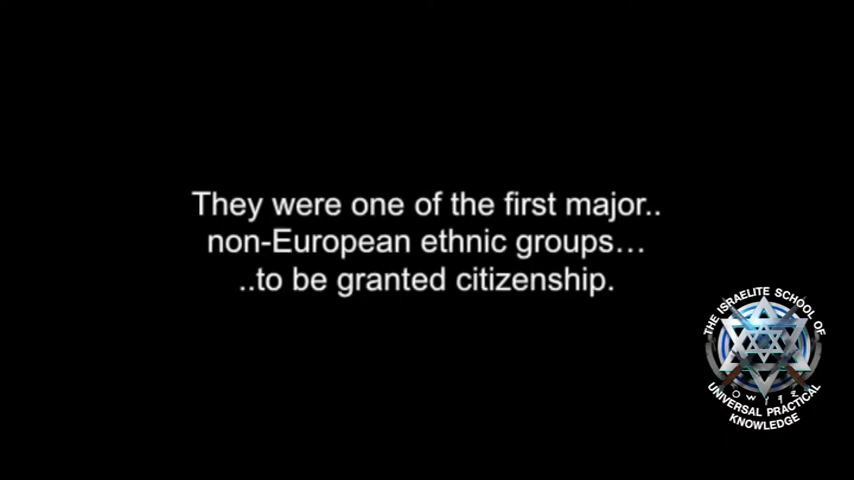 They were one of the first major..
non-European ethnic groups…
..to be granted citizenship.
THE ISRAELITE SCHOOL OF
UNIVERSAL PRACTICAL
KNOWLEDGE